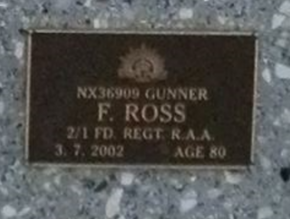 NX36909 GUNNER
F. ROSS
2/1 FD. REGT. R.A.A.
3. 7. 2002 AGE 80